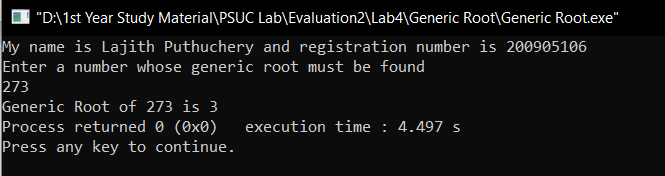 "D:\1st Year Study Material\PSUC Lab\Evaluation2\Lab4\Generic Root\Generic Root.exe"
My name is Lajith Puthuchery and registration number is 200905106
Enter a number whose generic root must be found
273
Generic Root of 273 is 3
Process returned 0 (0x0)   execution time : 4.497 s
Press any key to continue.